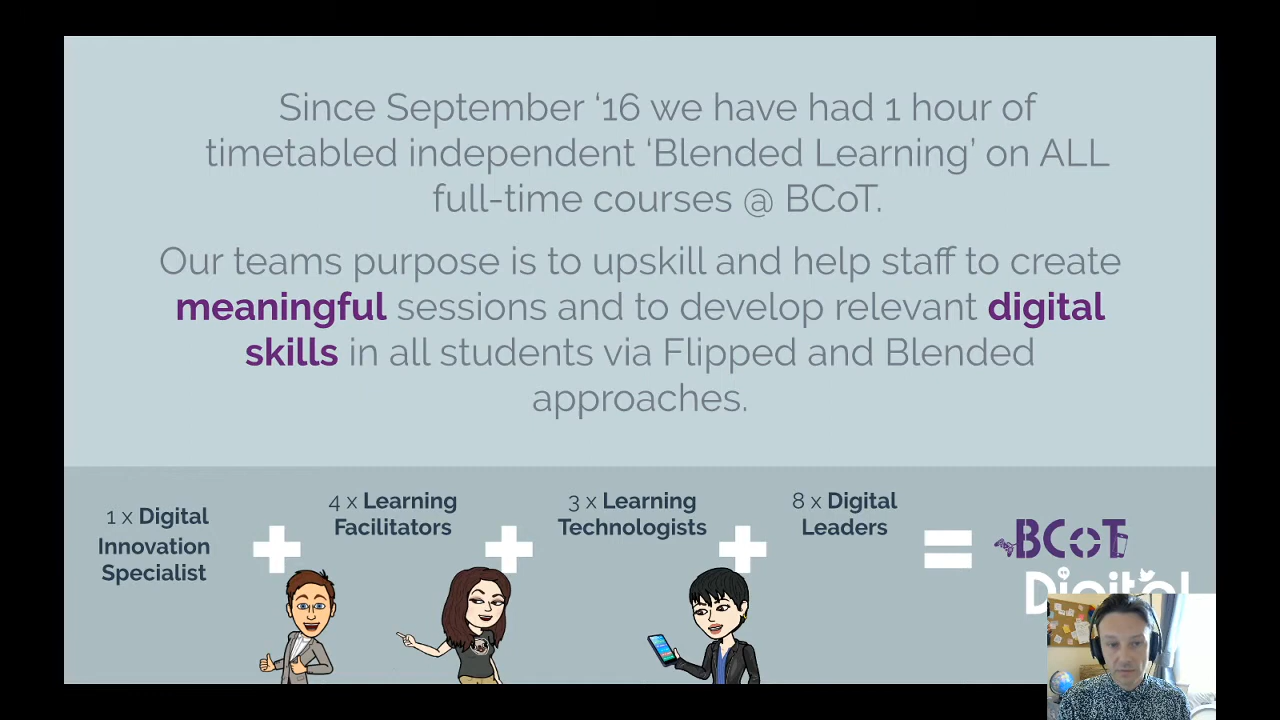 Since September ‘16 we have had 1 hour of
timetabled independent ‘Blended Learning’ on ALL
full-time courses @ BCoT.
Our teams purpose is to upskill and help staff to create
meaningful sessions and to develop relevant digital
skills in all students via Flipped and Blended
approaches.
1 x Digital
Innovation
Specialist
4 x Learning
Facilitators
3 x Learning
Technologists
8 x Digital
Leaders
BCoT
Digital